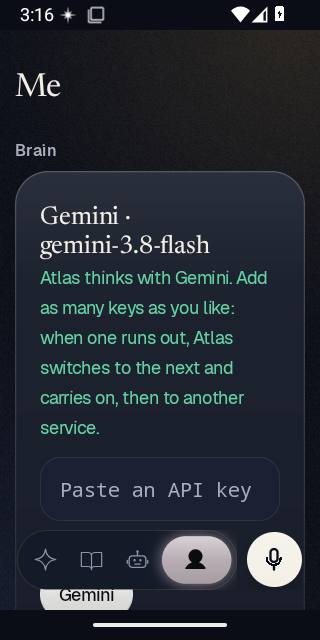 3:16
Me
Brain
Gemini ·
gemini-3.8-flash
Atlas thinks with Gemini. Add
as many keys as you like:
when one runs out, Atlas
switches to the next and
carries on, then to another
service.
Paste an API key
Gemini